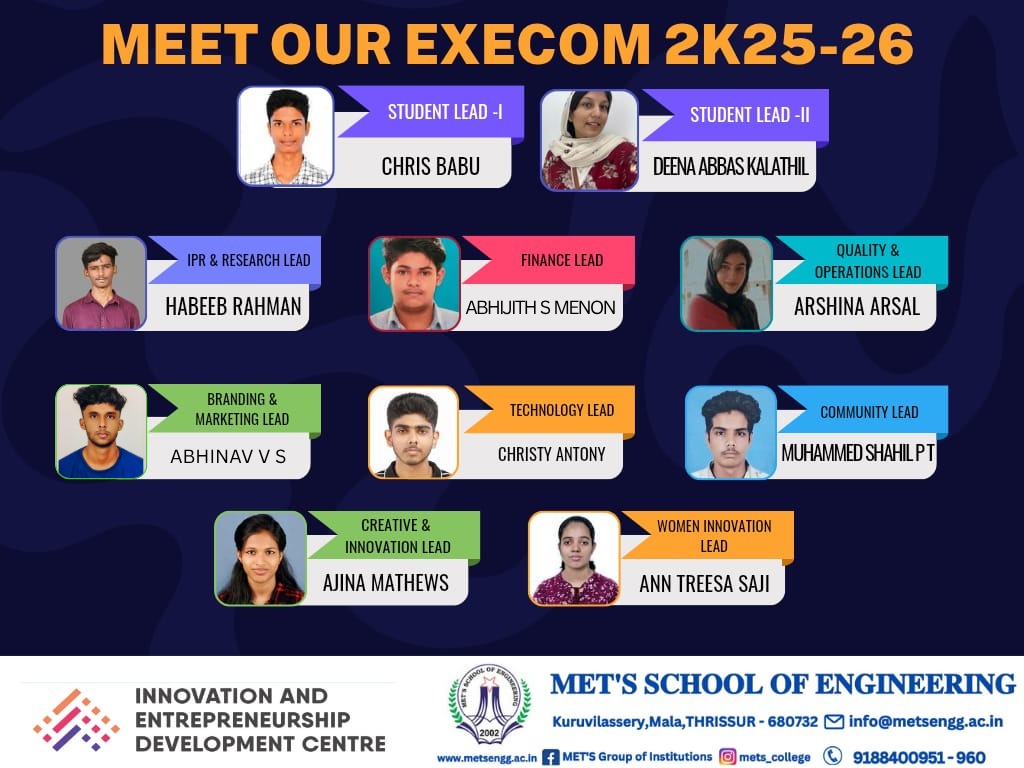 MEET OUR EXECOM 2K25-26
STUDENT LEAD -I
CHRIS BABU
STUDENT LEAD -II
DEENA ABBAS KALATHIL
IPR & RESEARCH LEAD
HABEEB RAHMAN
FINANCE LEAD
ABHIJITH S MENON
QUALITY &
OPERATIONS LEAD
ARSHINA ARSAL
BRANDING &
MARKETING LEAD
ABHINAV V S
TECHNOLOGY LEAD
CHRISTY ANTONY
COMMUNITY LEAD
MUHAMMED SHAHIL P T
CREATIVE &
INNOVATION LEAD
AJINA MATHEWS
WOMEN INNOVATION
LEAD
ANN TREESA SAJI
INNOVATION AND
ENTREPRENEURSHIP
DEVELOPMENT CENTRE
MET'S SCHOOL OF ENGINEERING
2002
MET'S SCHOOL OF ENGINEERING
Kuruvilassery,Mala,THRISSUR - 680732 info@metsengg.ac.in
www.metsengg.ac.in MET'S Group of Institutions mets_college 9188400951 - 960